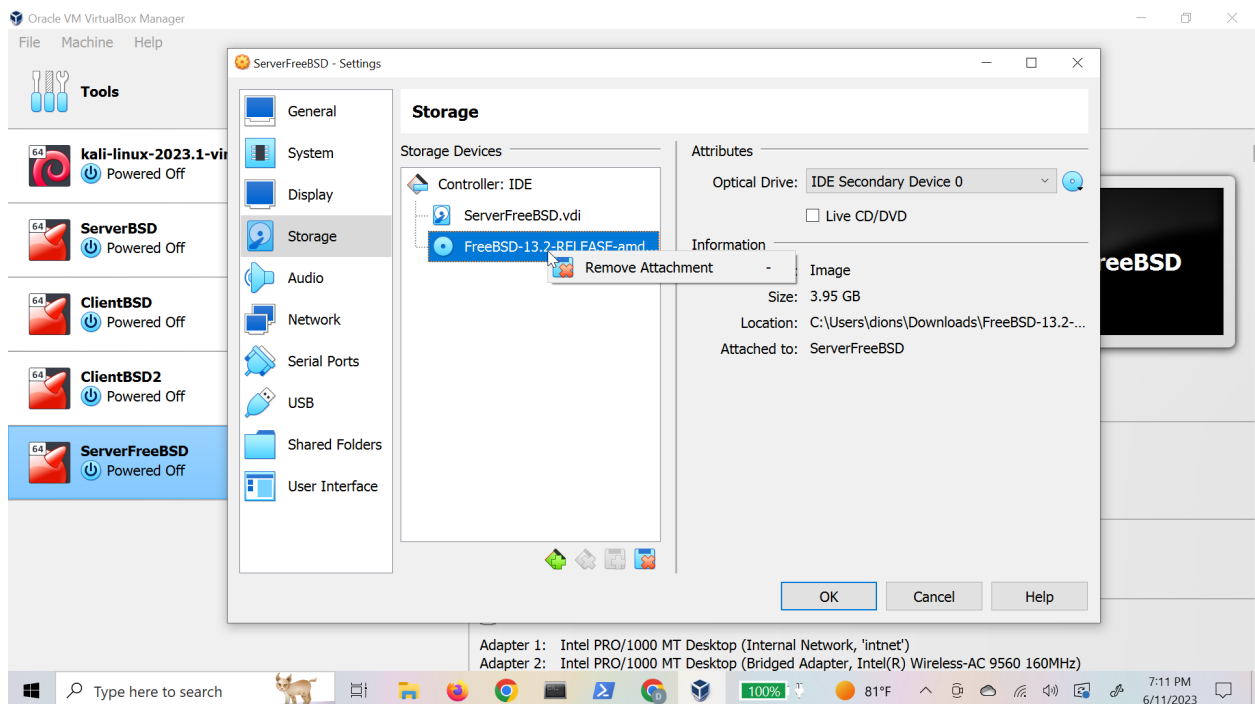 Oracle VM VirtualBox Manager
File Machine Help
Tools
64 kali-linux-2023.1-vir
Powered Off
64 ServerBSD
Powered Off
64 ClientBSD
Powered Off
64 ClientBSD2
Powered Off
64 ServerFreeBSD
Powered Off
ServerFreeBSD - Settings
General
System
Display
Storage
Audio
Network
Serial Ports
USB
Shared Folders
User Interface
Storage
Storage Devices
Controller: IDE
ServerFreeBSD.vdi
FreeBSD-13.2-RELEASE-amd...
Remove Attachment -
Attributes
Optical Drive: IDE Secondary Device 0
Live CD/DVD
Information
Image
Size: 3.95 GB
Location: C:\Users\dions\Downloads\FreeBSD-13.2-...
Attached to: ServerFreeBSD
OK Cancel Help
reeBSD
Adapter 1: Intel PRO/1000 MT Desktop (Internal Network, 'intnet')
Adapter 2: Intel PRO/1000 MT Desktop (Bridged Adapter, Intel(R) Wireless-AC 9560 160MHz)
Type here to search
100%
81°F
7:11 PM
6/11/2023